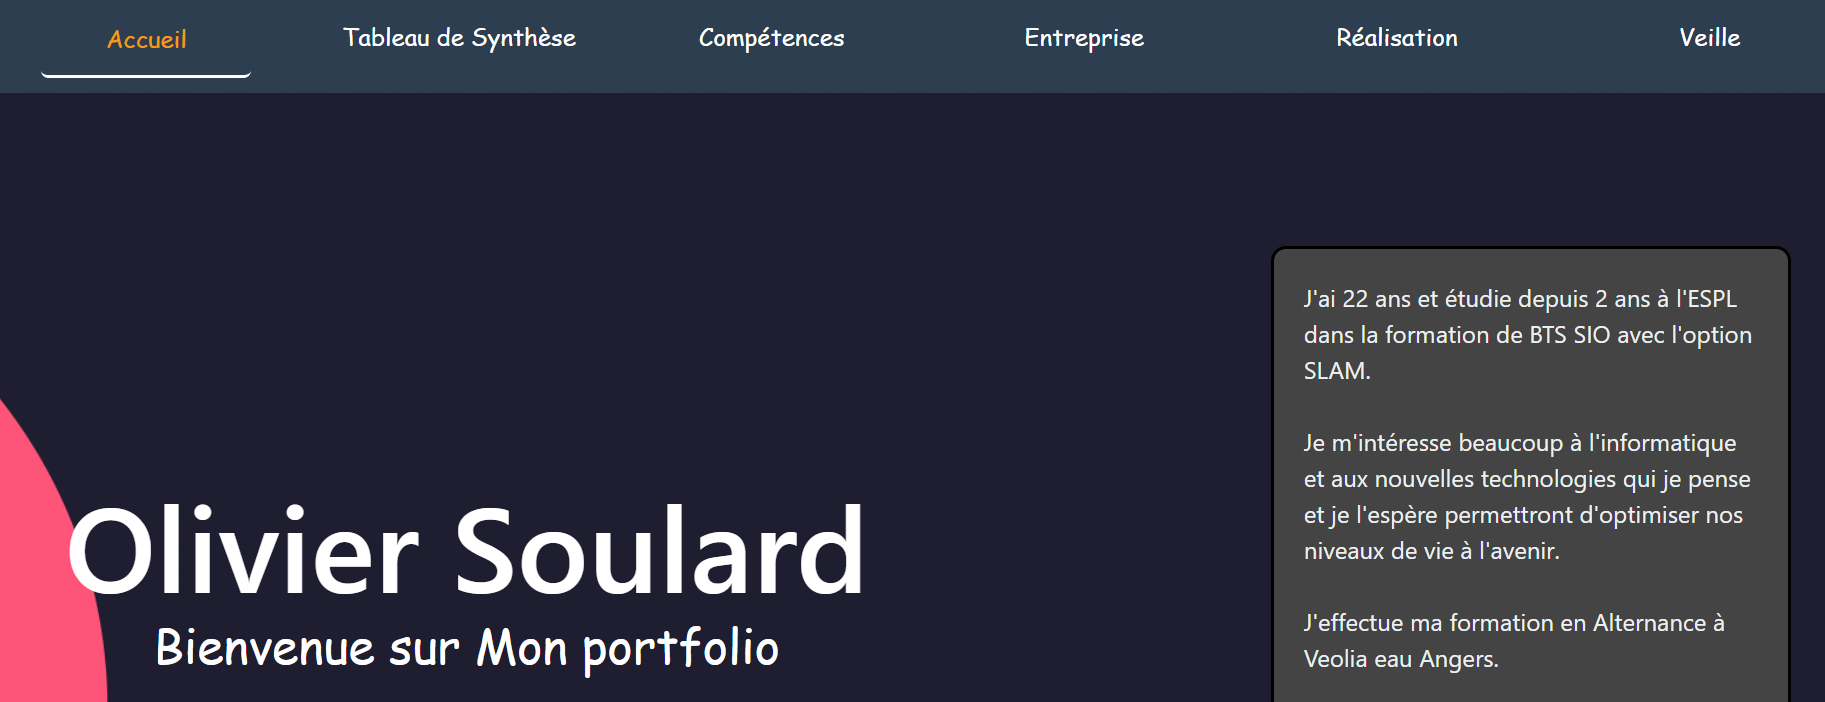 Accueil
Tableau de Synthèse
Compétences
Entreprise
Réalisation
Veille
Olivier Soulard
Bienvenue sur Mon portfolio
J'ai 22 ans et étudie depuis 2 ans à l'ESPL
dans la formation de BTS SIO avec l'option
SLAM.
Je m'intéresse beaucoup à l'informatique
et aux nouvelles technologies qui je pense
et je l'espère permettront d'optimiser nos
niveaux de vie à l'avenir.
J'effectue ma formation en Alternance à
Veolia eau Angers.